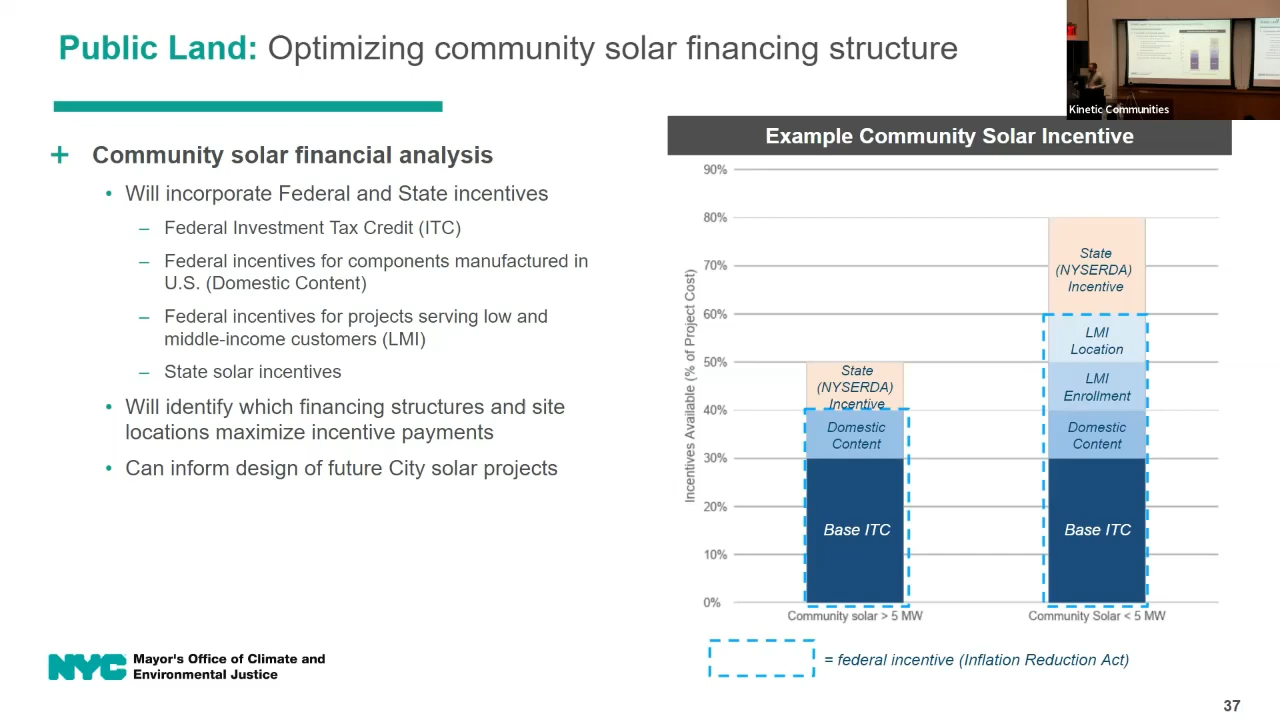 Public Land: Optimizing community solar financing structure
Kinetic Communities
+ Community solar financial analysis
• Will incorporate Federal and State incentives
– Federal Investment Tax Credit (ITC)
– Federal incentives for components manufactured in
U.S. (Domestic Content)
– Federal incentives for projects serving low and
middle-income customers (LMI)
– State solar incentives
• Will identify which financing structures and site
locations maximize incentive payments
• Can inform design of future City solar projects
Example Community Solar Incentive
Incentives Available (% of Project Cost)
90%
80%
70%
60%
50%
40%
30%
20%
10%
0%
State
(NYSERDA)
Incentive
Domestic
Content
Base ITC
Community solar > 5 MW
State
(NYSERDA)
Incentive
LMI
Location
LMI
Enrollment
Domestic
Content
Base ITC
Community Solar < 5 MW
= federal incentive (Inflation Reduction Act)
NYC
Mayor's Office of Climate and
Environmental Justice
37